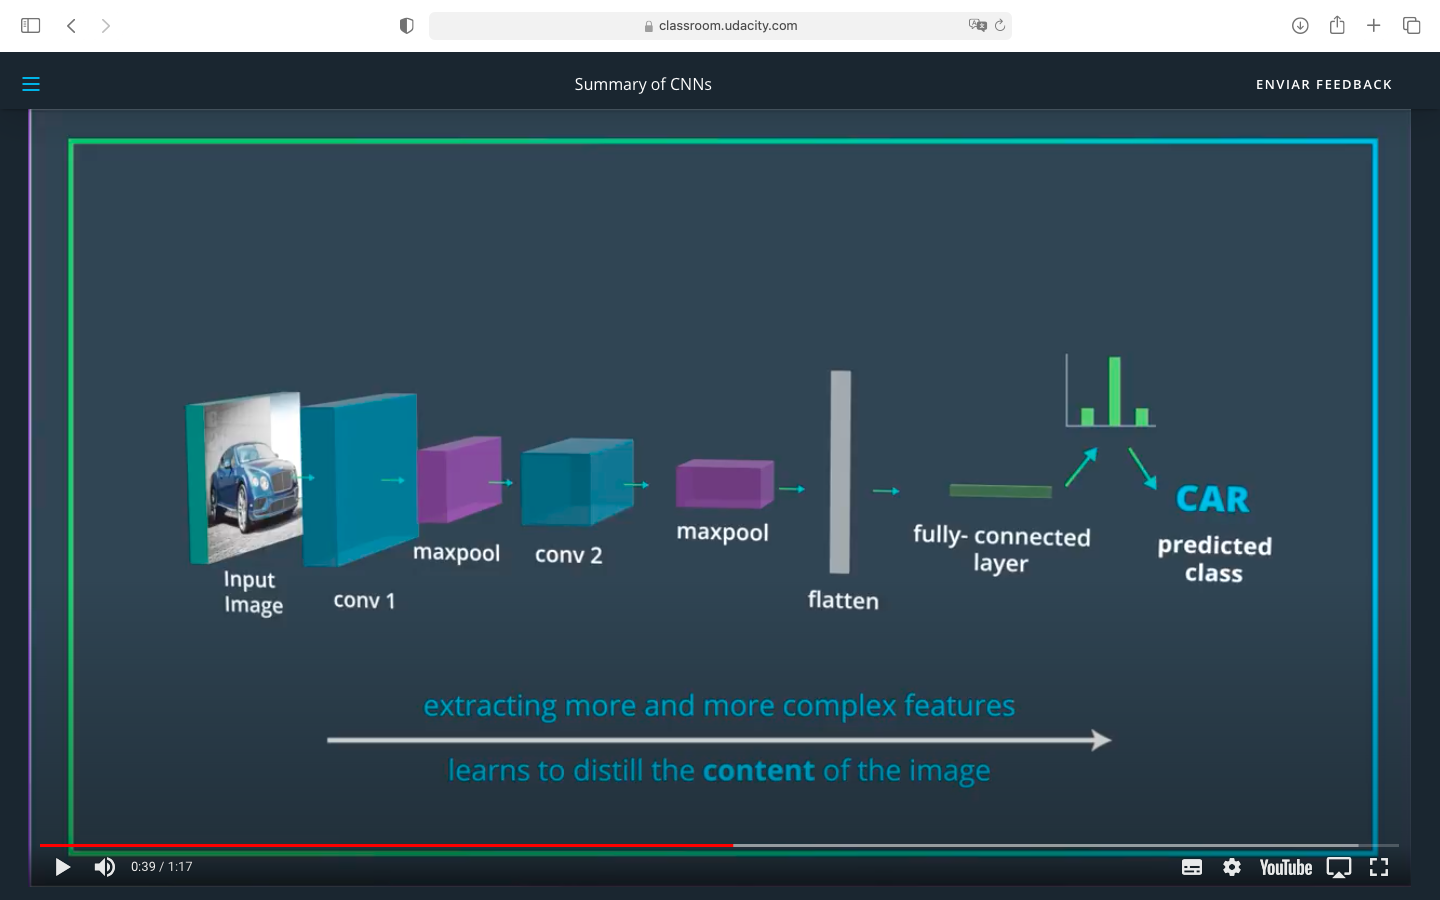 classroom.udacity.com
Summary of CNNs
ENVIAR FEEDBACK
Input
Image
conv 1
maxpool
conv 2
maxpool
flatten
fully- connected
layer
CAR
predicted
class
extracting more and more complex features
learns to distill the content of the image
0:39 / 1:17
YouTube